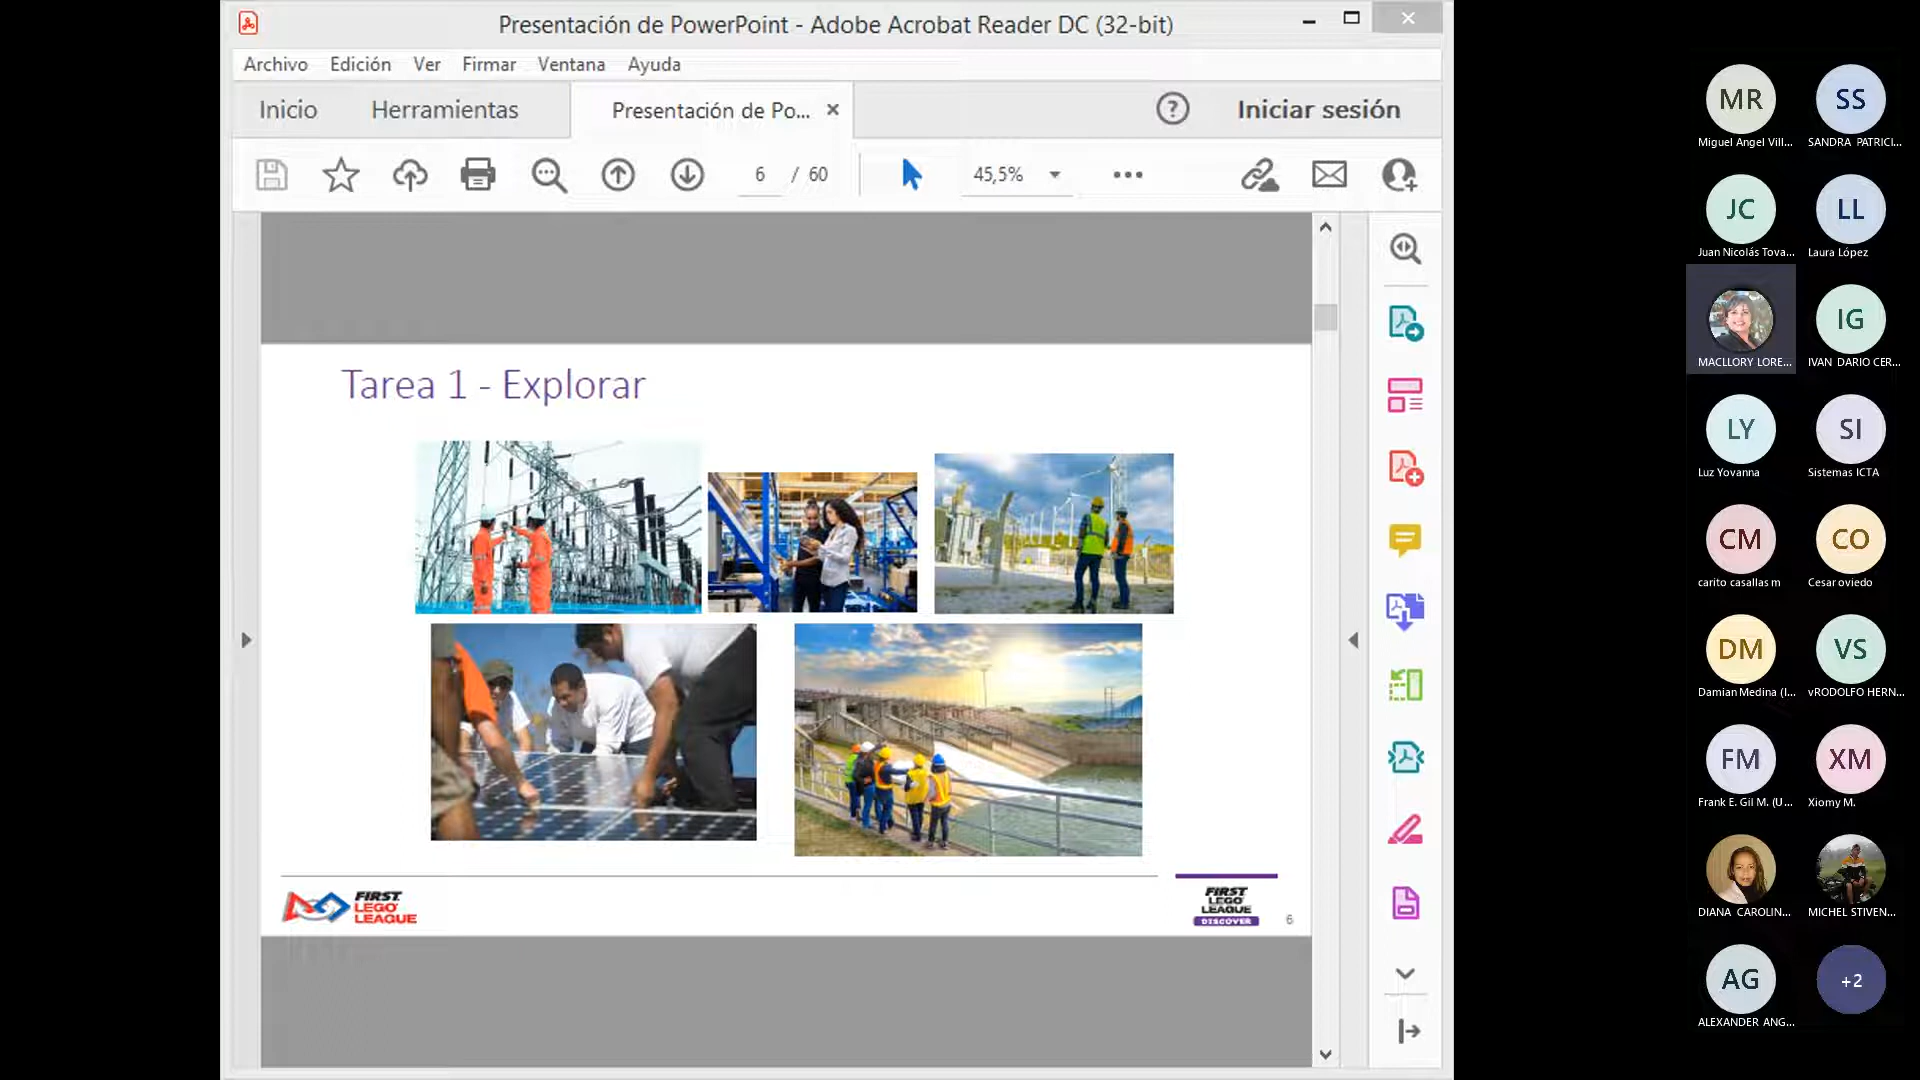 Presentación de PowerPoint - Adobe Acrobat Reader DC (32-bit)
Archivo Edición Ver Firmar Ventana Ayuda
Inicio Herramientas Presentación de Po... Iniciar sesión
6 / 60 45,5%
Tarea 1 - Explorar
FIRST
LEGO
LEAGUE
FIRST
LEGO
LEAGUE
DISCOVER
6
MR SS
Miguel Angel Vill... SANDRA PATRICI...
JC LL
Juan Nicolás Tova... Laura López
IG
MACLLORY LORE... IVAN DARIO CER...
LY SI
Luz Yovanna Sistemas ICTA
CM CO
carito casallas m Cesar oviedo
DM VS
Damian Medina (I... vRODOLFO HERN...
FM XM
Frank E. Gil M. (U... Xiomy M.
DIANA CAROLIN... MICHEL STIVEN...
AG +2
ALEXANDER ANG...